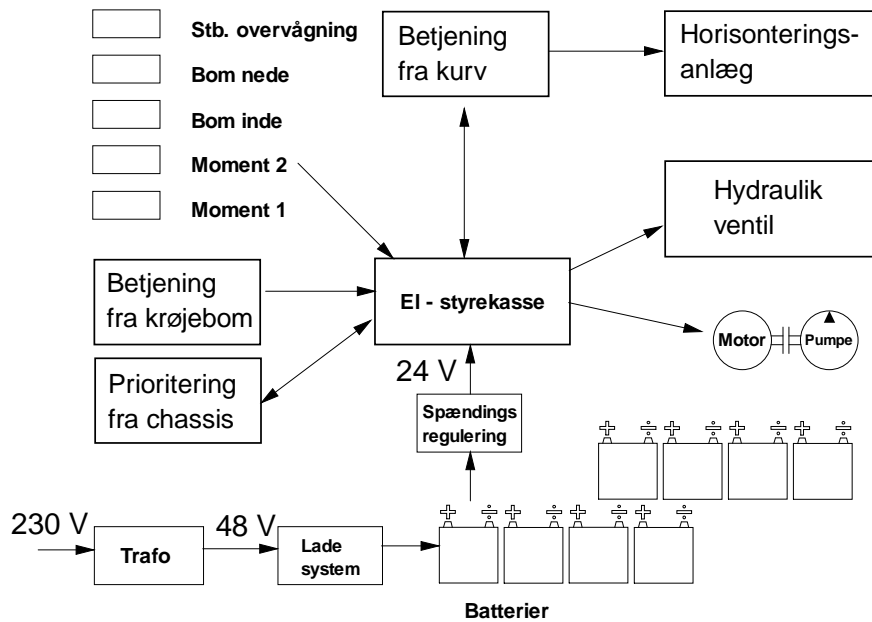 Stb. overvågning
Bom nede
Bom inde
Moment 2
Moment 1
Betjening
fra kurv
Horisonterings-
anlæg
Hydraulik
ventil
Betjening
fra krøjebom
El - styrekasse
Motor
Pumpe
Prioritering
fra chassis
24 V
Spændings
regulering
+ ÷ + ÷ + ÷ + ÷
230 V
Trafo
48 V
Lade
system
+ ÷ + ÷ + ÷ + ÷
Batterier